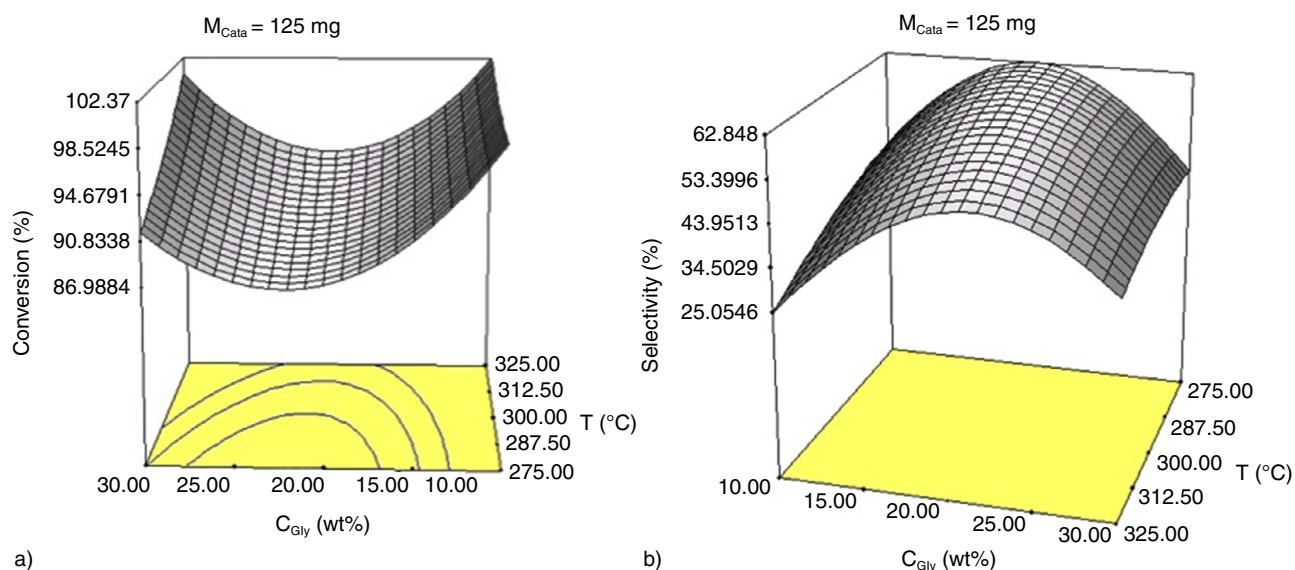 M_Cata = 125 mg
102.37
98.5245
94.6791
90.8338
86.9884
Conversion (%)
325.00
312.50
300.00
287.50
275.00
T (°C)
30.00 25.00 20.00 15.00 10.00
C_Gly (wt%)
a)
M_Cata = 125 mg
62.848
53.3996
43.9513
34.5029
25.0546
Selectivity (%)
275.00
287.50
300.00
312.50
325.00
T (°C)
10.00 15.00 20.00 25.00 30.00
C_Gly (wt%)
b)